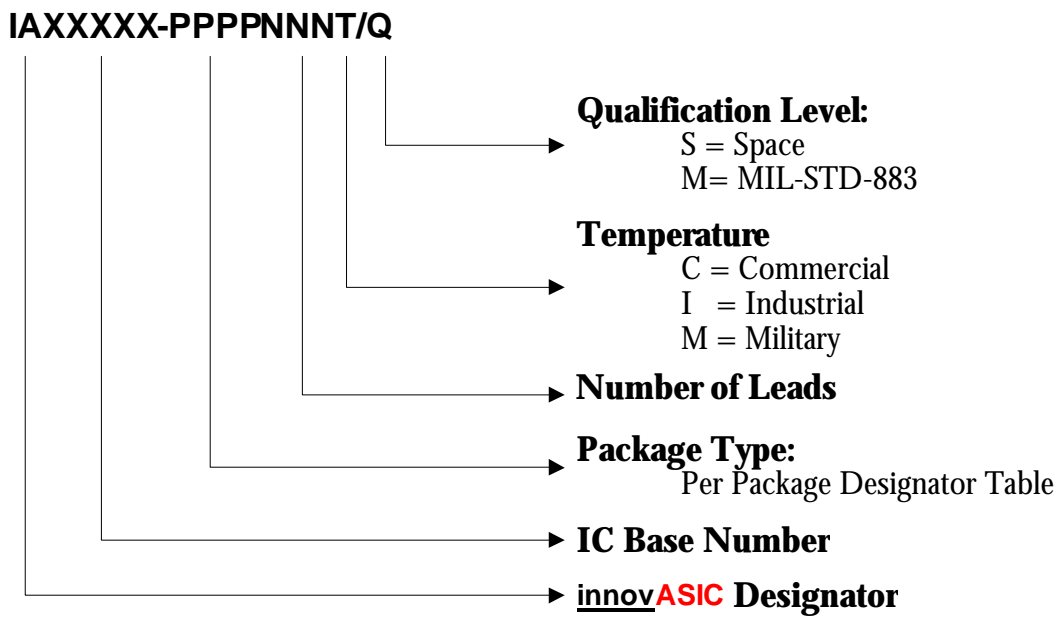 IAXXXXX-PPPPNNNT/Q
Qualification Level:
S = Space
M= MIL-STD-883
Temperature
C = Commercial
I = Industrial
M = Military
Number of Leads
Package Type:
Per Package Designator Table
IC Base Number
innovASIC Designator